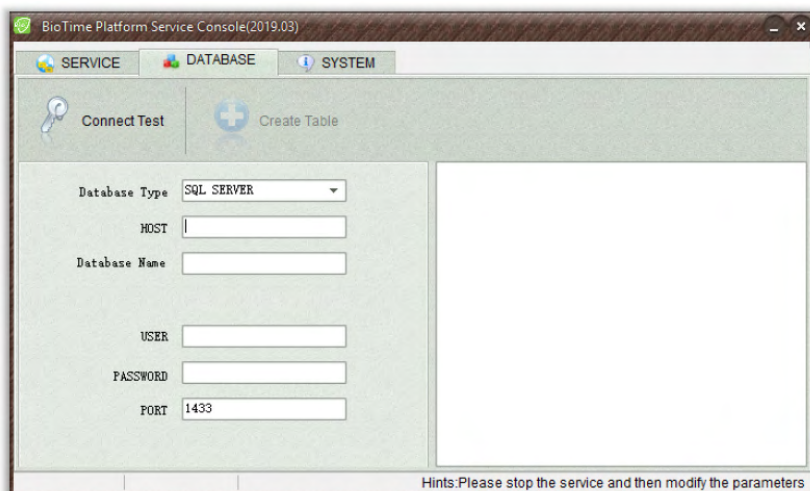 BioTime Platform Service Console(2019.03)
SERVICE DATABASE SYSTEM
Connect Test Create Table
Database Type SQL SERVER
HOST
Database Name
USER
PASSWORD
PORT 1433
Hints:Please stop the service and then modify the parameters